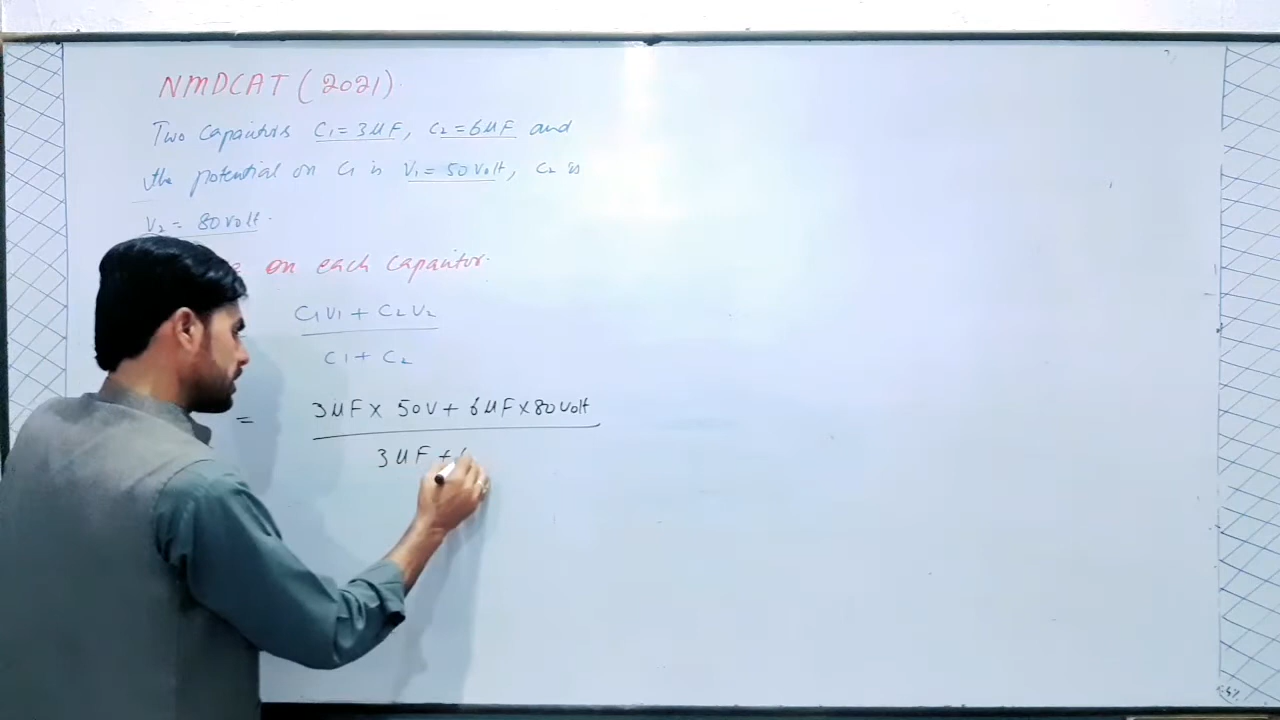 NMDCAT (2021).
Two Capacitors C1 = 3μF, C2 = 6μF and
the potential on C1 is V1 = 50 volt, C2 is
V2 = 80 volt.
on each capacitor.
C1V1 + C2V2
C1 + C2
= 3μF × 50V + 6μF × 80 volt
3μF +